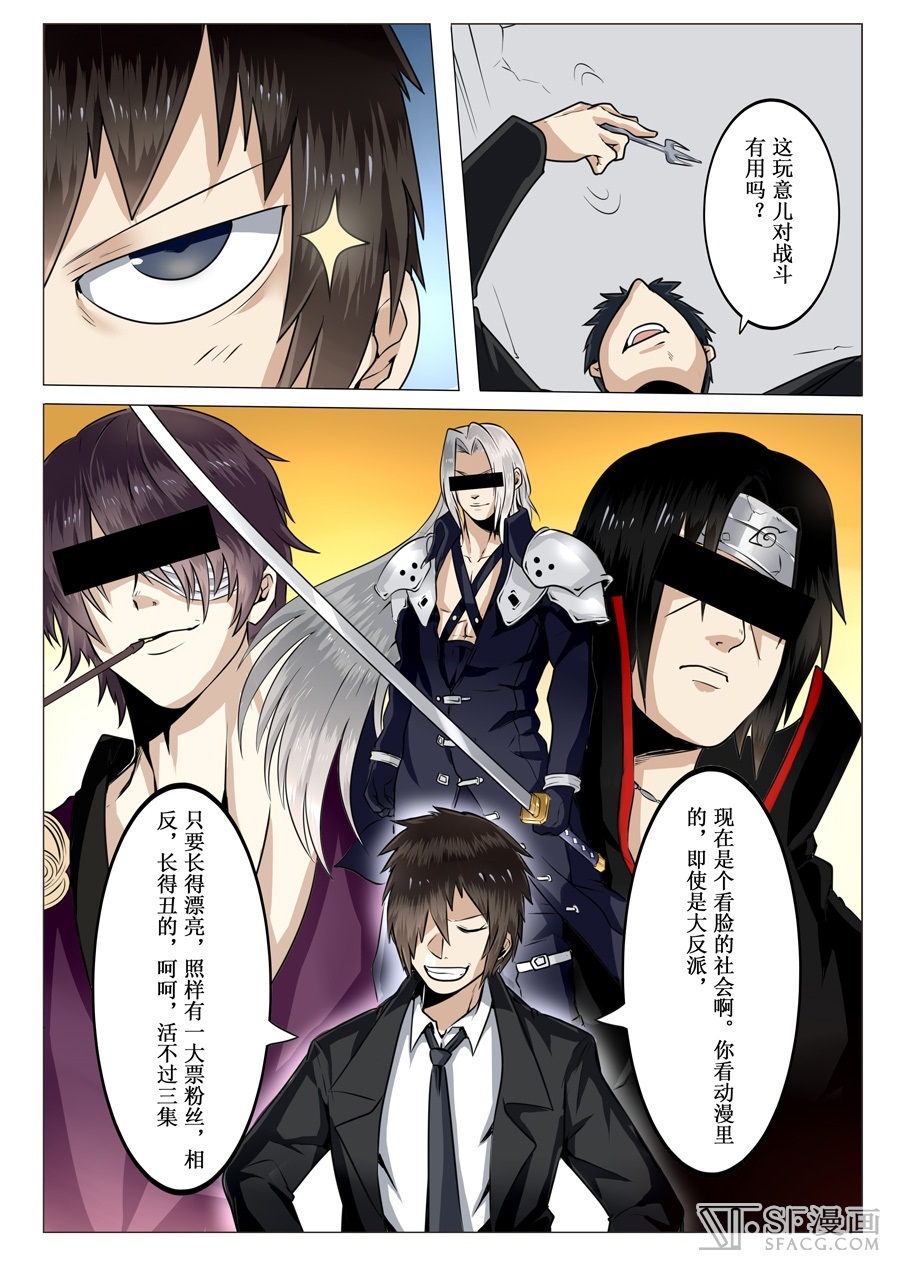 这玩意儿对战斗
有用吗？
现在是个看脸的社会啊。你看动漫里
的，即使是大反派，
只要长得漂亮，照样有一大票粉丝，相
反，长得丑的，呵呵，活不过三集
SF漫画
SFACG.COM